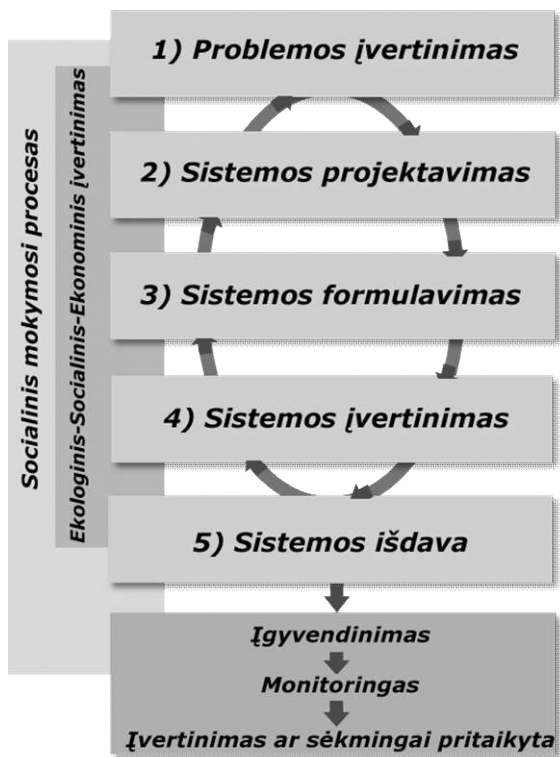 Socialinis mokymosi procesas
Ekologinis-Socialinis-Ekonominis įvertinimas
1) Problemos įvertinimas
2) Sistemos projektavimas
3) Sistemos formulavimas
4) Sistemos įvertinimas
5) Sistemos išdava
Įgyvendinimas
Monitoringas
Įvertinimas ar sėkmingai pritaikyta